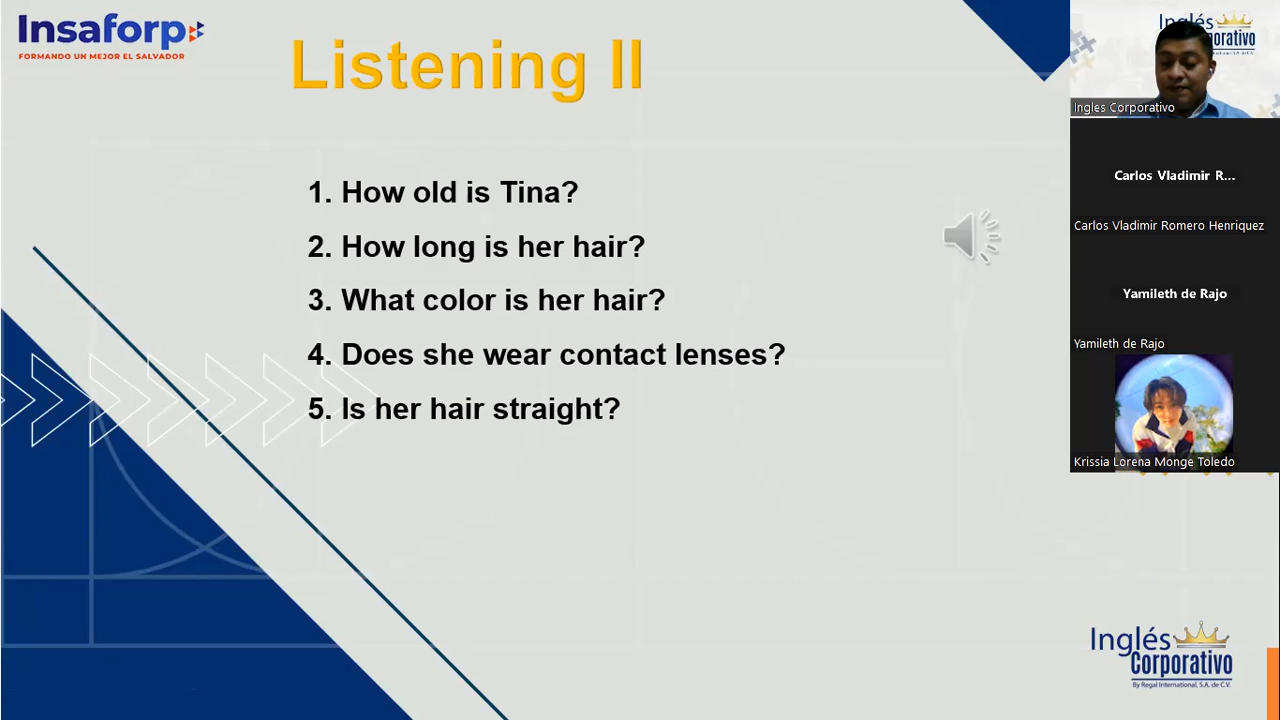 Insaforp
FORMANDO UN MEJOR EL SALVADOR
Listening II
1. How old is Tina?
2. How long is her hair?
3. What color is her hair?
4. Does she wear contact lenses?
5. Is her hair straight?
Inglés
Ingles Corporativo
Carlos Vladimir R...
Carlos Vladimir Romero Henriquez
Yamileth de Rajo
Yamileth de Rajo
Krissia Lorena Monge Toledo
Inglés
Corporativo
By Regal International, S.A. de C.V.